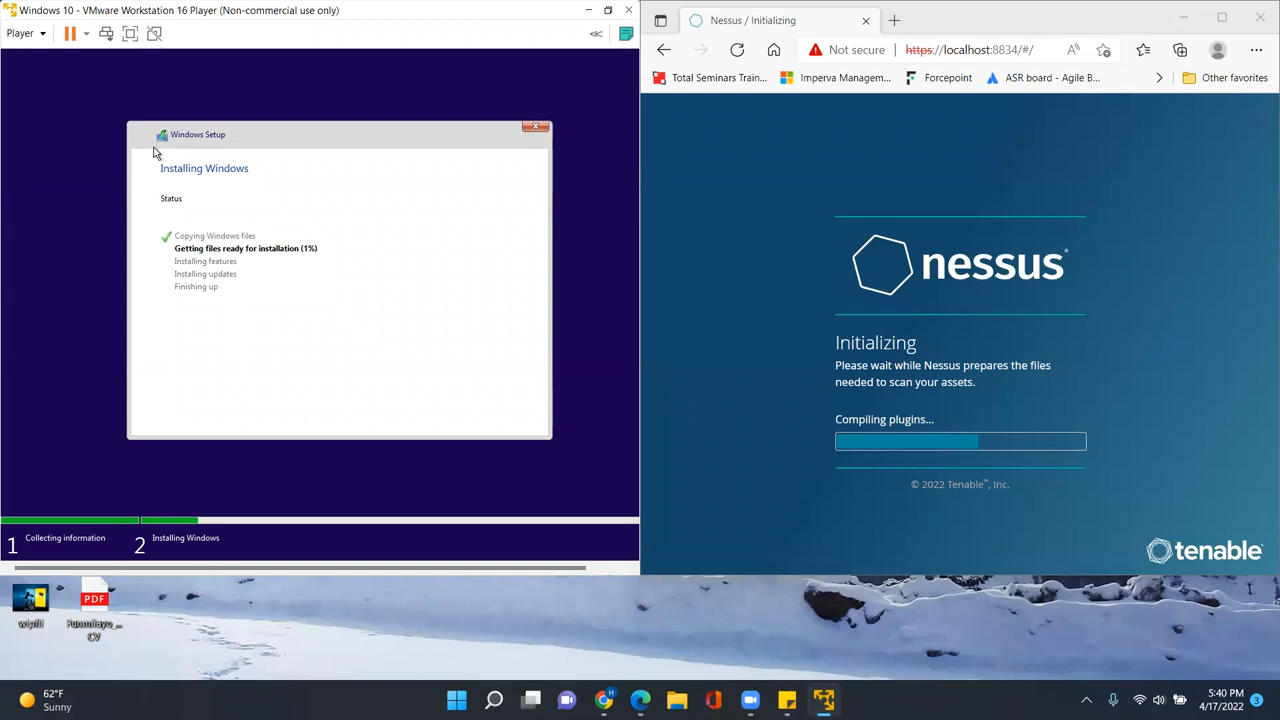 Windows 10 - VMware Workstation 16 Player (Non-commercial use only)
Player
Windows Setup
Installing Windows
Status
Copying Windows files
Getting files ready for installation (1%)
Installing features
Installing updates
Finishing up
1 Collecting information
2 Installing Windows
Nessus / Initializing
Not secure
https://localhost:8834/#/
Total Seminars Train...
Imperva Managem...
Forcepoint
ASR board - Agile B...
Other favorites
nessus®
Initializing
Please wait while Nessus prepares the files
needed to scan your assets.
Compiling plugins...
© 2022 Tenable™, Inc.
tenable
PDF
wlpfll
Funmilayo_...
CV
62°F
Sunny
H
5:40 PM
4/17/2022
3